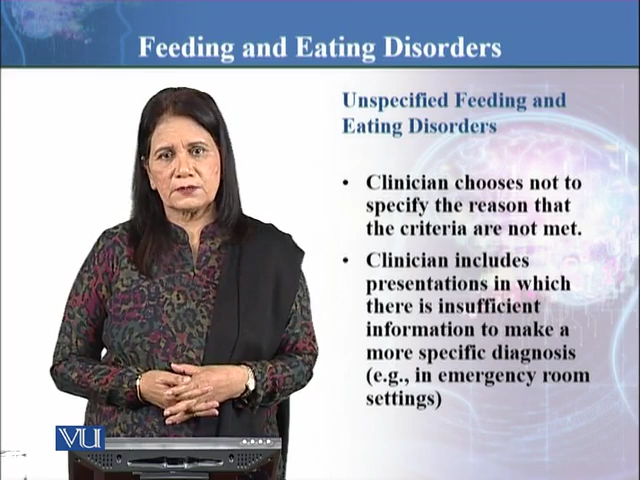 Feeding and Eating Disorders
Unspecified Feeding and
Eating Disorders
• Clinician chooses not to
specify the reason that
the criteria are not met.
• Clinician includes
presentations in which
there is insufficient
information to make a
more specific diagnosis
(e.g., in emergency room
settings)
VU